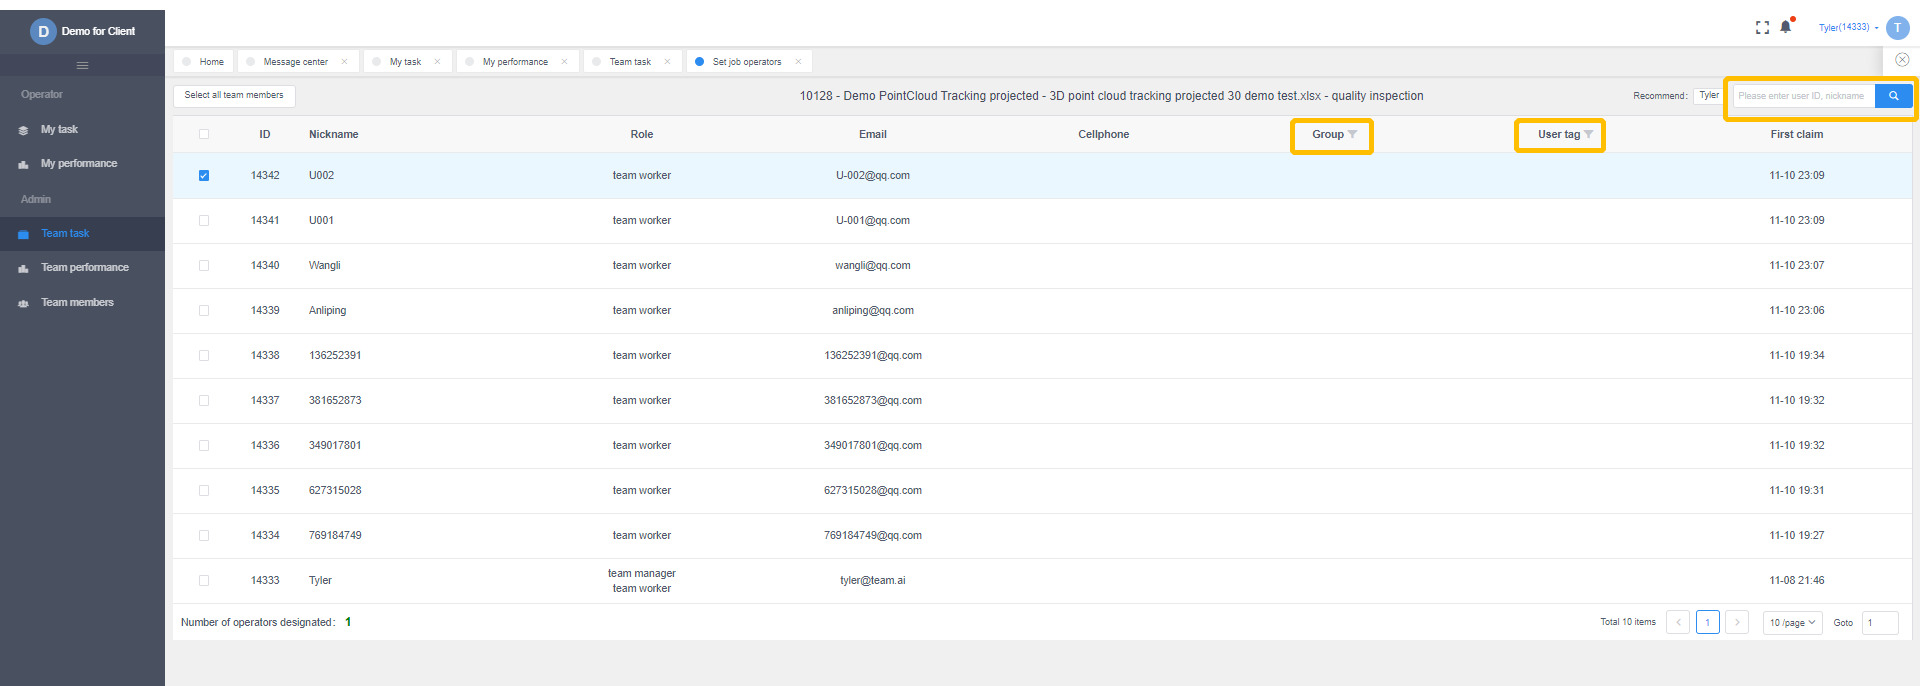 D Demo for Client
Tyler(14333)
T
Home
Message center ×
My task ×
My performance ×
Team task ×
Set job operators ×
Operator
My task
My performance
Admin
Team task
Team performance
Team members
Select all team members
10128 - Demo PointCloud Tracking projected - 3D point cloud tracking projected 30 demo test.xlsx - quality inspection
Recommend: Tyler
Please enter user ID, nickname
ID Nickname Role Email Cellphone Group User tag First claim
14342 U002 team worker U-002@qq.com 11-10 23:09
14341 U001 team worker U-001@qq.com 11-10 23:09
14340 Wangli team worker wangli@qq.com 11-10 23:07
14339 Anliping team worker anliping@qq.com 11-10 23:06
14338 136252391 team worker 136252391@qq.com 11-10 19:34
14337 381652873 team worker 381652873@qq.com 11-10 19:32
14336 349017801 team worker 349017801@qq.com 11-10 19:32
14335 627315028 team worker 627315028@qq.com 11-10 19:31
14334 769184749 team worker 769184749@qq.com 11-10 19:27
14333 Tyler team manager
team worker tyler@team.ai 11-08 21:46
Number of operators designated: 1
Total 10 items < 1 > 10 /page Goto 1